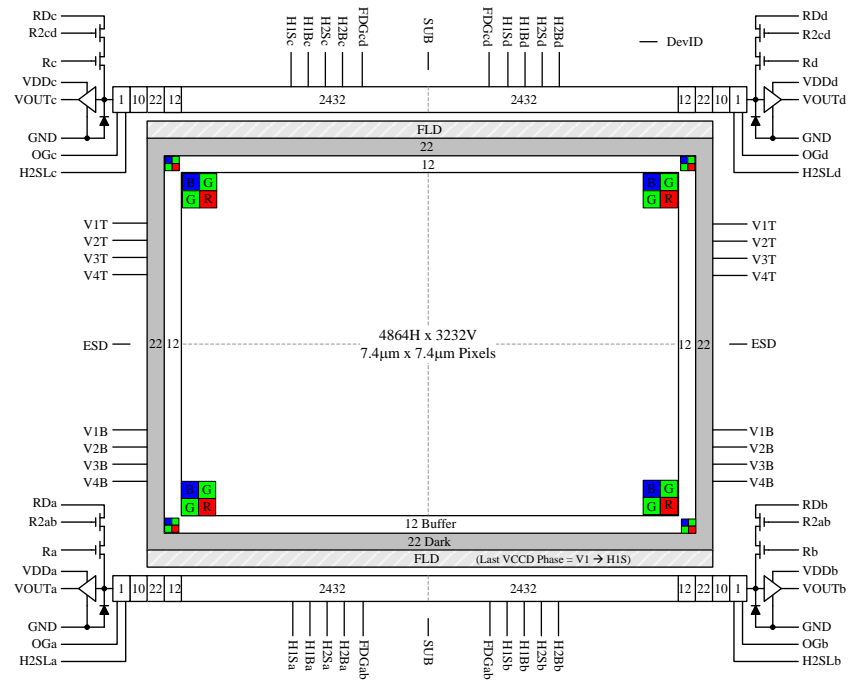 RDc
R2cd
Rc
VDDc
VOUTc
GND
OGc
H2SLc
H1Sc
H1Bc
H2Sc
H2Bc
FDGcd
SUB
FDGcd
H1Sd
H1Bd
H2Sd
H2Bd
DevID
RDd
R2cd
Rd
VDDd
VOUTd
GND
OGd
H2SLd
1 10 22 12 2432 2432 12 22 10 1
FLD
22
12
B G B G
G R G R
V1T V1T
V2T V2T
V3T V3T
V4T V4T
4864H x 3232V
7.4μm x 7.4μm Pixels
ESD 22 12 12 22 ESD
V1B V1B
V2B V2B
V3B V3B
V4B V4B
B G B G
G R G R
12 Buffer
22 Dark
FLD (Last VCCD Phase = V1 → H1S)
1 10 22 12 2432 2432 12 22 10 1
RDa
R2ab
Ra
VDDa
VOUTa
GND
OGa
H2SLa
H1Sa
H1Ba
H2Sa
H2Ba
FDGab
SUB
FDGab
H1Sb
H1Bb
H2Sb
H2Bb
RDb
R2ab
Rb
VDDb
VOUTb
GND
OGb
H2SLb